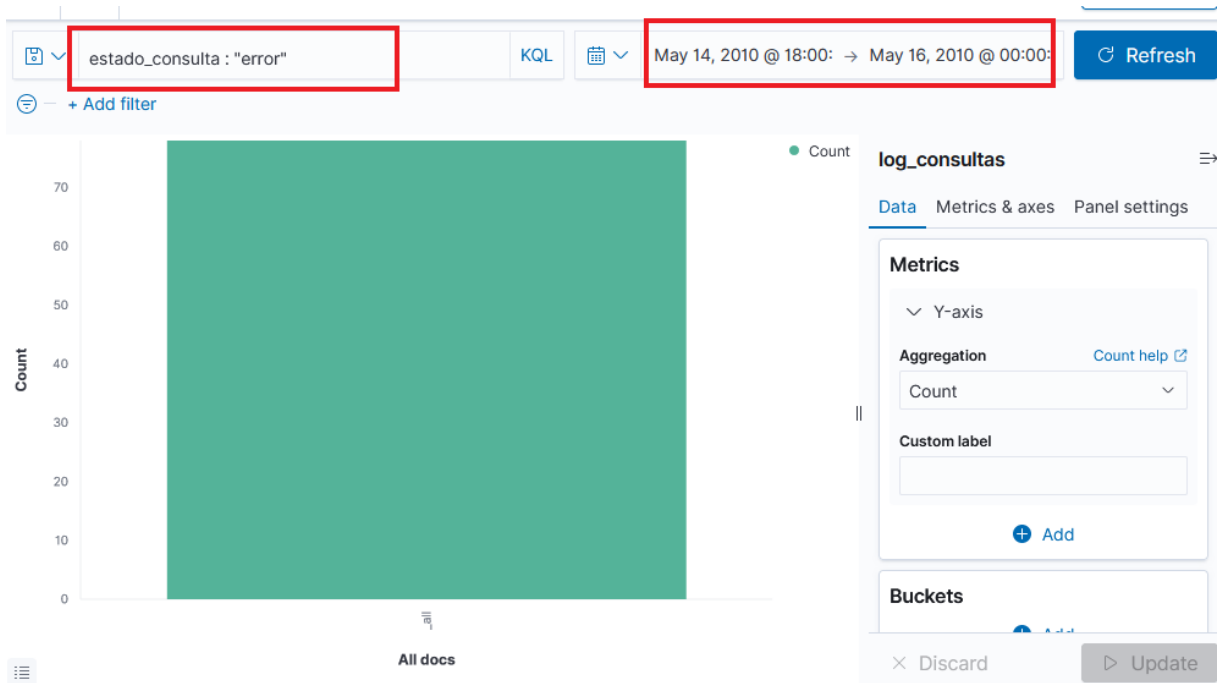 estado_consulta : "error"
KQL
May 14, 2010 @ 18:00: → May 16, 2010 @ 00:00:
Refresh
+ Add filter
Count
log_consultas
Data Metrics & axes Panel settings
Metrics
Y-axis
Aggregation Count help
Count
Custom label
Add
Buckets
Add
Discard Update
Count
70
60
50
40
30
20
10
0
_all
All docs